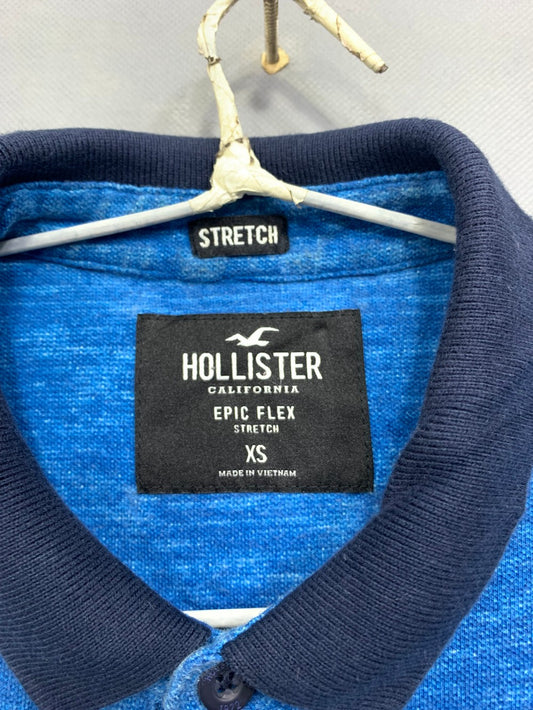 STRETCH
HOLLISTER
CALIFORNIA
EPIC FLEX
STRETCH
XS
MADE IN VIETNAM